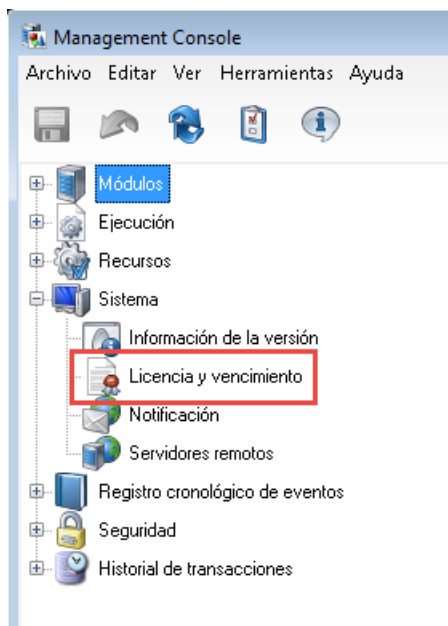 Management Console
Archivo Editar Ver Herramientas Ayuda
Módulos
Ejecución
Recursos
Sistema
Información de la versión
Licencia y vencimiento
Notificación
Servidores remotos
Registro cronológico de eventos
Seguridad
Historial de transacciones